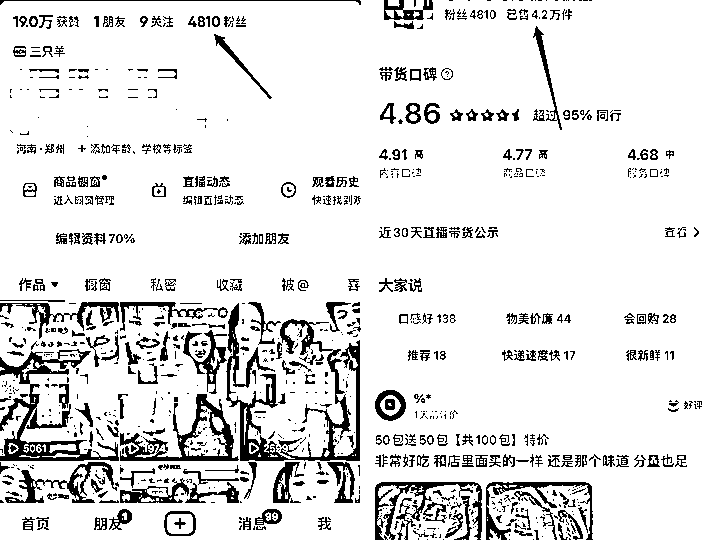 19.0万 获赞 1 朋友 9 关注 4810 粉丝
三只羊
河南·郑州 + 添加年龄、学校等标签
商品橱窗
进入橱窗管理
直播动态
编辑直播动态
观看历史
快速找到
编辑资料 70%
添加朋友
作品 橱窗 私密 收藏 被@ 喜
5061
1974
首页 朋友 1 消息 99 我
粉丝 4810 已售 4.2万件
带货口碑
4.86 超过 95% 同行
4.91 高
内容口碑
4.77 高
商品口碑
4.68 中
服务口碑
近30天直播带货公示 查看
大家说
口感好 138 物美价廉 44 会回购 28
推荐 18 快递速度快 17 很新鲜 11
%*
1天前评价
好评
50包送50包【共100包】特价
非常好吃 和店里面买的一样 还是那个味道 分量也足